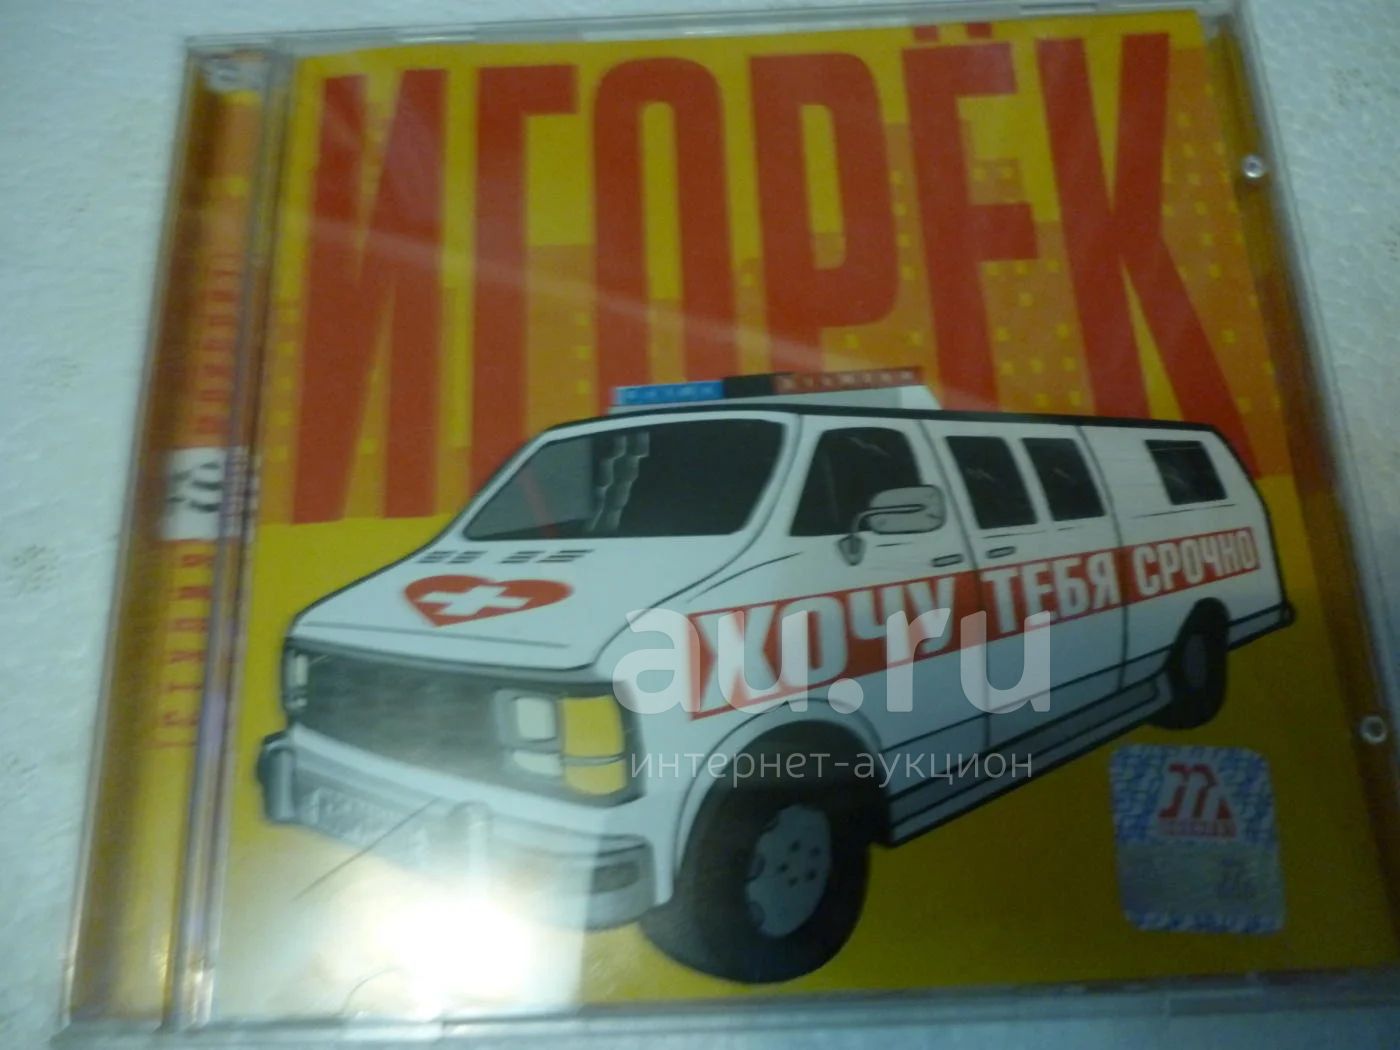 ИГОРЁК
ХОЧУ ТЕБЯ СРОЧНО
au.ru
интернет-аукцион